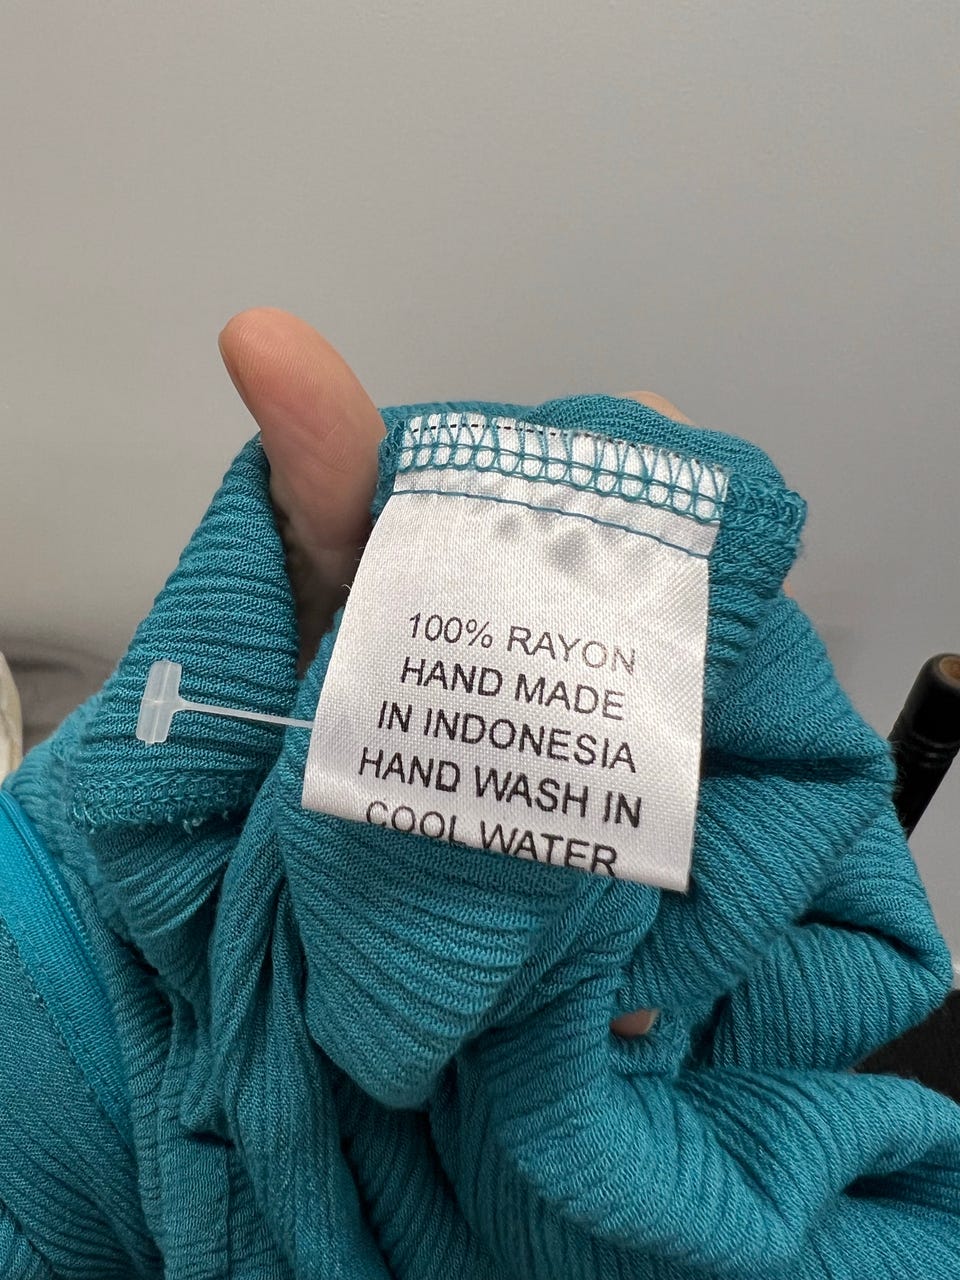 100% RAYON
HAND MADE
IN INDONESIA
HAND WASH IN
COOL WATER